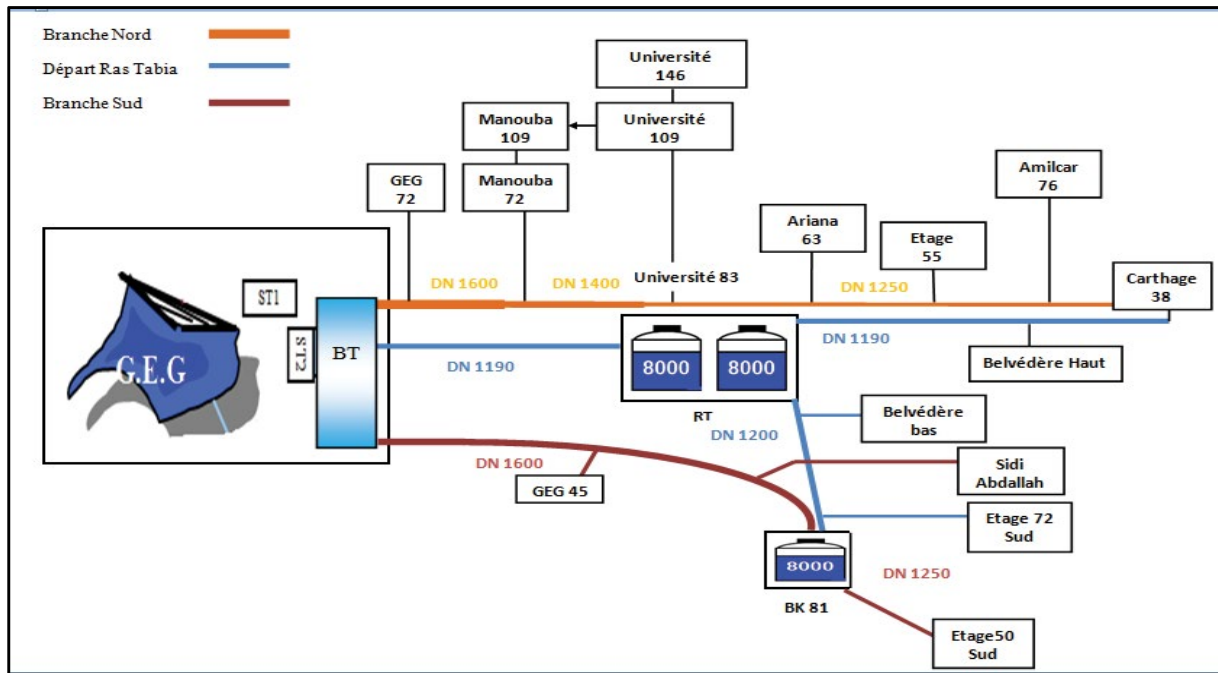 Branche Nord
Départ Ras Tabia
Branche Sud
Université
146
Manouba
109
Université
109
GEG
72
Manouba
72
Amilcar
76
Ariana
63
Etage
55
Université 83
Carthage
38
DN 1600
DN 1400
DN 1250
G.E.G
ST1
ST2
BT
DN 1190
8000
8000
RT
DN 1190
Belvédère Haut
DN 1200
Belvédère
bas
DN 1600
GEG 45
Sidi
Abdallah
Etage 72
Sud
8000
BK 81
DN 1250
Etage50
Sud